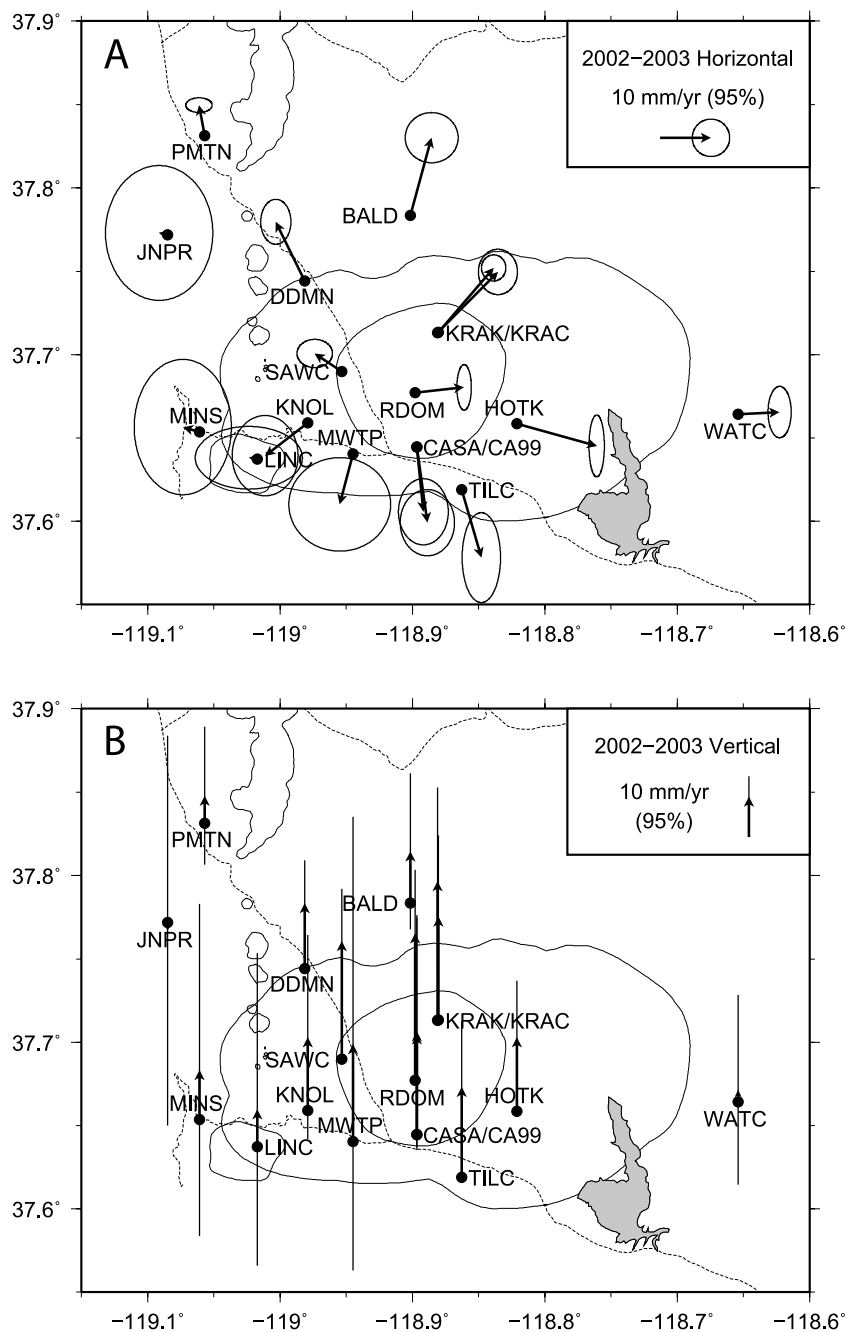 37.9°
A
2002−2003 Horizontal
10 mm/yr (95%)
PMTN
37.8°
BALD
JNPR
DDMN
KRAK/KRAC
37.7°
SAWC
RDOM
HOTK
MINS
KNOL
WATC
MWTP
CASA/CA99
LINC
TILC
37.6°
−119.1° −119° −118.9° −118.8° −118.7° −118.6°
37.9°
B
2002−2003 Vertical
10 mm/yr
(95%)
PMTN
37.8°
BALD
JNPR
DDMN
KRAK/KRAC
37.7°
SAWC
RDOM
HOTK
MINS
KNOL
WATC
MWTP
CASA/CA99
LINC
TILC
37.6°
−119.1° −119° −118.9° −118.8° −118.7° −118.6°